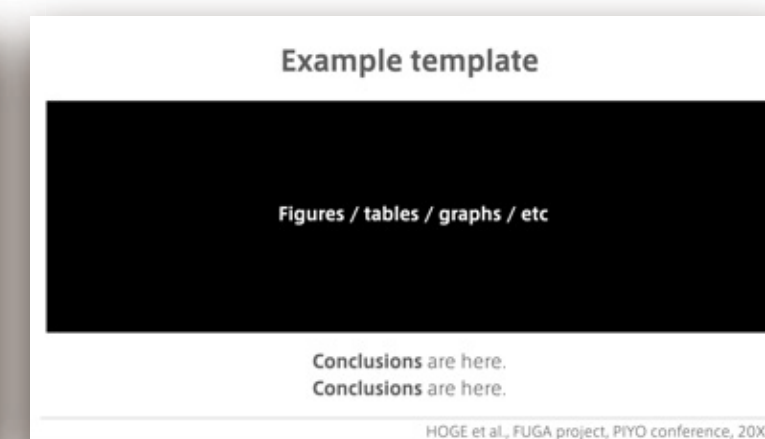 Example template
Figures / tables / graphs / etc
Conclusions are here.
Conclusions are here.
HOGE et al., FUGA project, PIYO conference, 20X